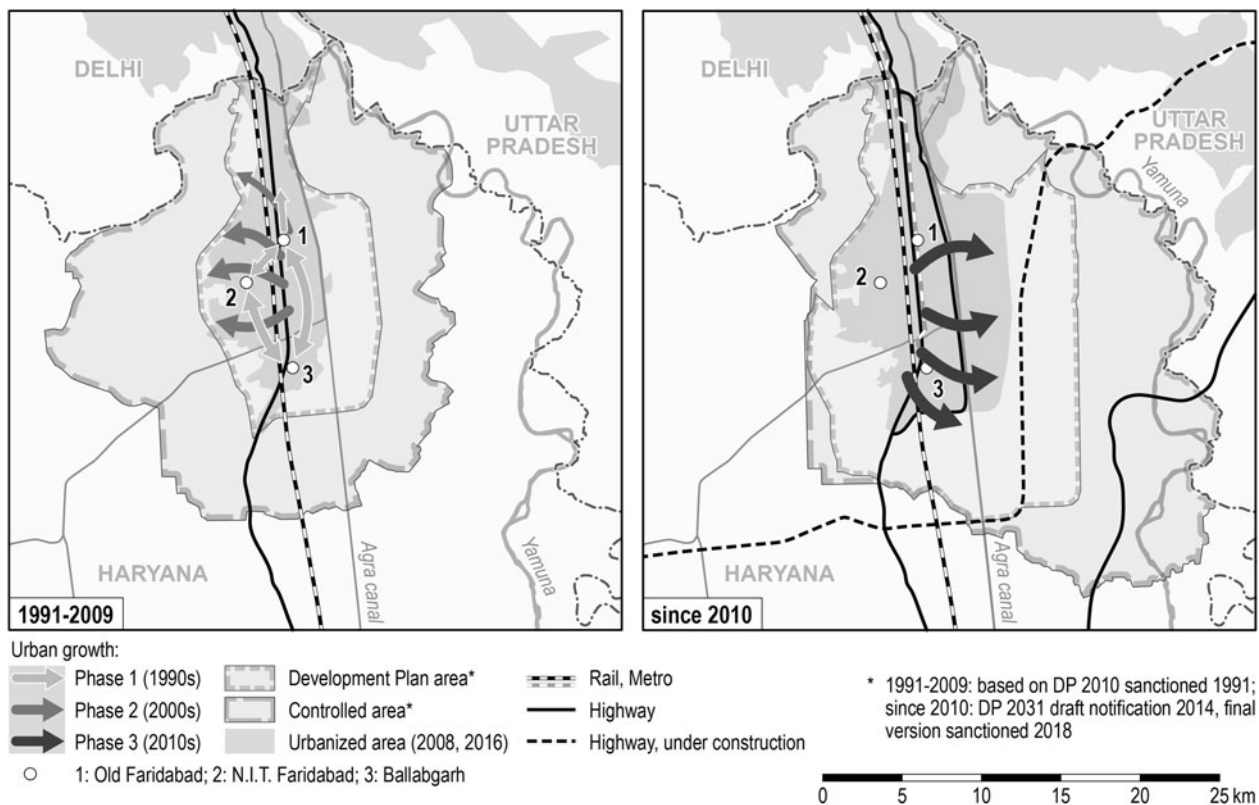 DELHI
UTTAR
PRADESH
1
2
3
HARYANA
Agra canal
Yamuna
1991-2009
DELHI
UTTAR
PRADESH
Yamuna
1
2
3
HARYANA
Agra canal
since 2010
Urban growth:
Phase 1 (1990s)
Phase 2 (2000s)
Phase 3 (2010s)
1: Old Faridabad; 2: N.I.T. Faridabad; 3: Ballabgarh
Development Plan area*
Controlled area*
Urbanized area (2008, 2016)
Rail, Metro
Highway
Highway, under construction
* 1991-2009: based on DP 2010 sanctioned 1991;
since 2010: DP 2031 draft notification 2014, final
version sanctioned 2018
0 5 10 15 20 25 km